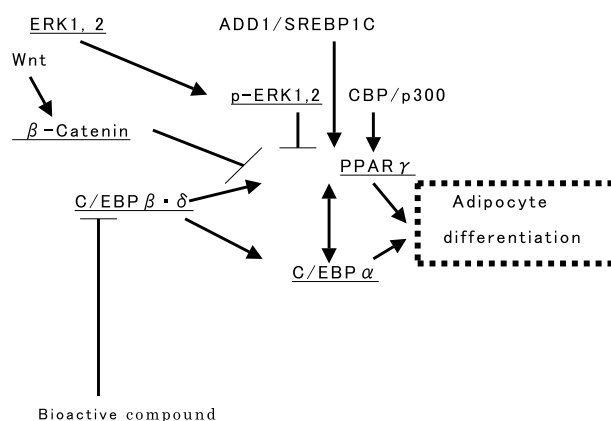 ERK1, 2
ADD1/SREBP1C
Wnt
p-ERK1,2
CBP/p300
β-Catenin
PPARγ
C/EBPβ・δ
Adipocyte
differentiation
C/EBPα
Bioactive compound